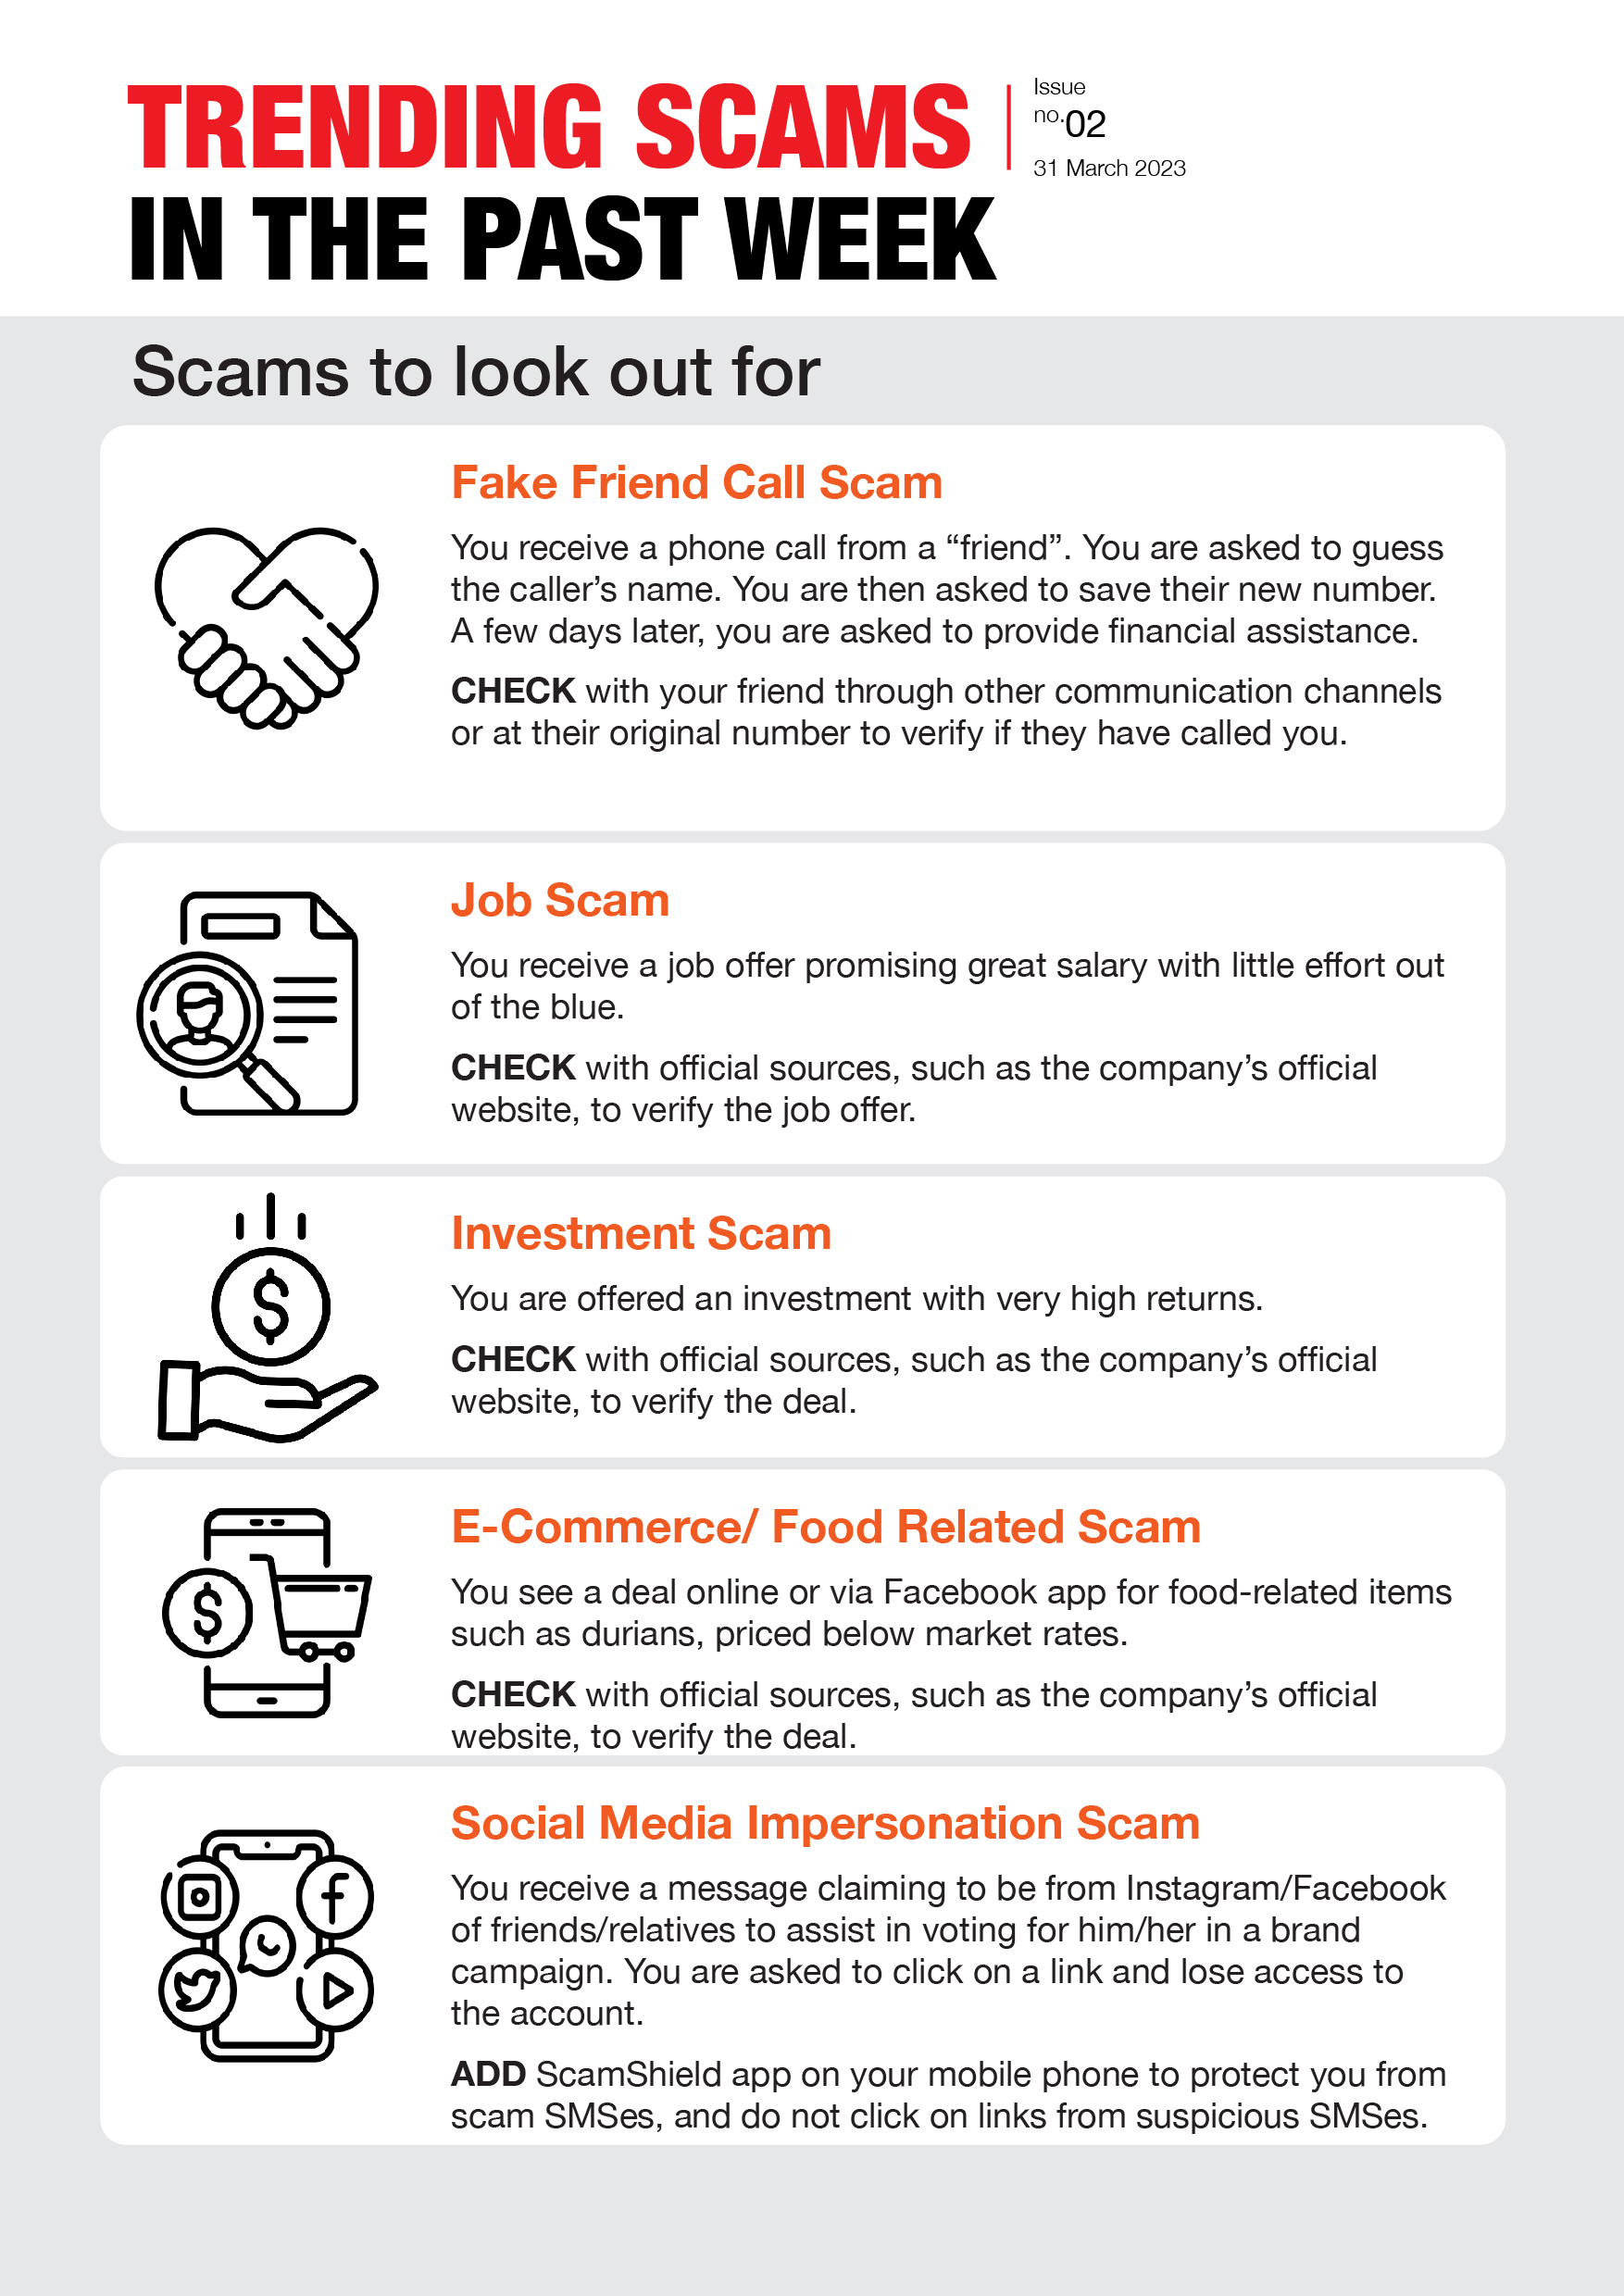 TRENDING SCAMS
IN THE PAST WEEK
Issue
no.02
31 March 2023
Scams to look out for
Fake Friend Call Scam
You receive a phone call from a “friend”. You are asked to guess
the caller’s name. You are then asked to save their new number.
A few days later, you are asked to provide financial assistance.
CHECK with your friend through other communication channels
or at their original number to verify if they have called you.
Job Scam
You receive a job offer promising great salary with little effort out
of the blue.
CHECK with official sources, such as the company’s official
website, to verify the job offer.
Investment Scam
You are offered an investment with very high returns.
CHECK with official sources, such as the company’s official
website, to verify the deal.
E-Commerce/ Food Related Scam
You see a deal online or via Facebook app for food-related items
such as durians, priced below market rates.
CHECK with official sources, such as the company’s official
website, to verify the deal.
Social Media Impersonation Scam
You receive a message claiming to be from Instagram/Facebook
of friends/relatives to assist in voting for him/her in a brand
campaign. You are asked to click on a link and lose access to
the account.
ADD ScamShield app on your mobile phone to protect you from
scam SMSes, and do not click on links from suspicious SMSes.